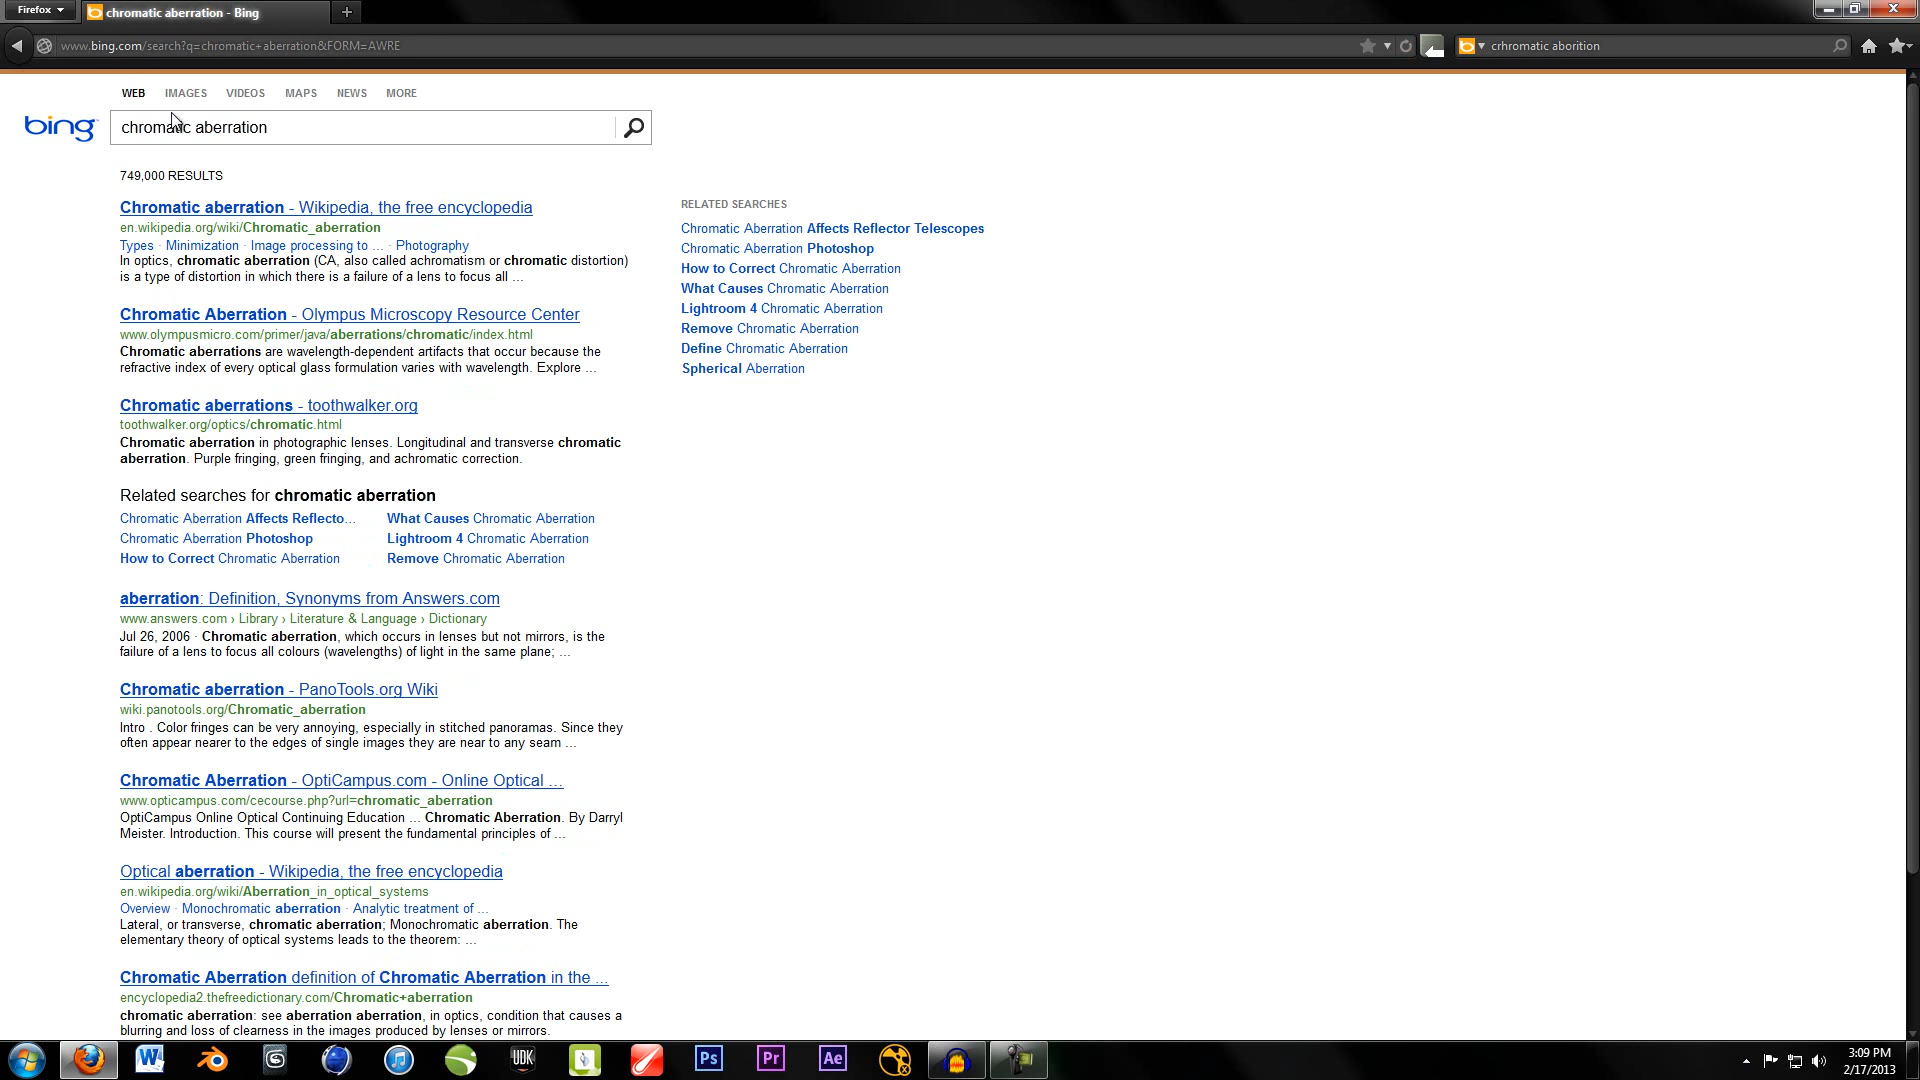 Firefox
chromatic aberration - Bing
www.bing.com/search?q=chromatic+aberration&FORM=AWRE
crhromatic aborition
WEB IMAGES VIDEOS MAPS NEWS MORE
bing
chromatic aberration
749,000 RESULTS
Chromatic aberration - Wikipedia, the free encyclopedia
en.wikipedia.org/wiki/Chromatic_aberration
Types · Minimization · Image processing to ... · Photography
In optics, chromatic aberration (CA, also called achromatism or chromatic distortion)
is a type of distortion in which there is a failure of a lens to focus all ...
Chromatic Aberration - Olympus Microscopy Resource Center
www.olympusmicro.com/primer/java/aberrations/chromatic/index.html
Chromatic aberrations are wavelength-dependent artifacts that occur because the
refractive index of every optical glass formulation varies with wavelength. Explore ...
Chromatic aberrations - toothwalker.org
toothwalker.org/optics/chromatic.html
Chromatic aberration in photographic lenses. Longitudinal and transverse chromatic
aberration. Purple fringing, green fringing, and achromatic correction.
Related searches for chromatic aberration
Chromatic Aberration Affects Reflecto...
Chromatic Aberration Photoshop
How to Correct Chromatic Aberration
What Causes Chromatic Aberration
Lightroom 4 Chromatic Aberration
Remove Chromatic Aberration
aberration: Definition, Synonyms from Answers.com
www.answers.com › Library › Literature & Language › Dictionary
Jul 26, 2006 · Chromatic aberration, which occurs in lenses but not mirrors, is the
failure of a lens to focus all colours (wavelengths) of light in the same plane; ...
Chromatic aberration - PanoTools.org Wiki
wiki.panotools.org/Chromatic_aberration
Intro . Color fringes can be very annoying, especially in stitched panoramas. Since they
often appear nearer to the edges of single images they are near to any seam ...
Chromatic Aberration - OptiCampus.com - Online Optical ...
www.opticampus.com/cecourse.php?url=chromatic_aberration
OptiCampus Online Optical Continuing Education ... Chromatic Aberration. By Darryl
Meister. Introduction. This course will present the fundamental principles of ...
Optical aberration - Wikipedia, the free encyclopedia
en.wikipedia.org/wiki/Aberration_in_optical_systems
Overview · Monochromatic aberration · Analytic treatment of ...
Lateral, or transverse, chromatic aberration; Monochromatic aberration. The
elementary theory of optical systems leads to the theorem: ...
Chromatic Aberration definition of Chromatic Aberration in the ...
encyclopedia2.thefreedictionary.com/Chromatic+aberration
chromatic aberration: see aberration aberration, in optics, condition that causes a
blurring and loss of clearness in the images produced by lenses or mirrors.
RELATED SEARCHES
Chromatic Aberration Affects Reflector Telescopes
Chromatic Aberration Photoshop
How to Correct Chromatic Aberration
What Causes Chromatic Aberration
Lightroom 4 Chromatic Aberration
Remove Chromatic Aberration
Define Chromatic Aberration
Spherical Aberration
W
UDK
Ps
Pr
Ae
3:09 PM
2/17/2013